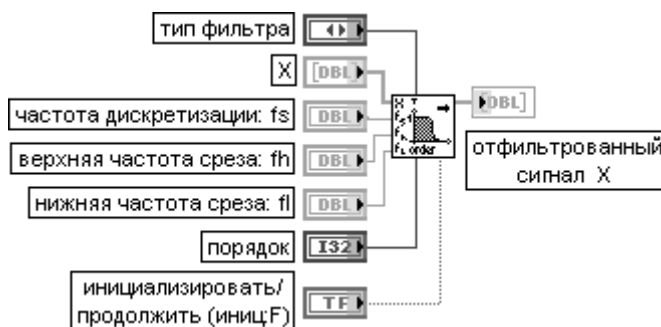 тип фильтра
X
[DBL]
частота дискретизации: fs
DBL
верхняя частота среза: fh
DBL
нижняя частота среза: fl
DBL
порядок
I32
инициализировать/
продолжить (иниц:F)
TF
X
order
[DBL]
отфильтрованный
сигнал X